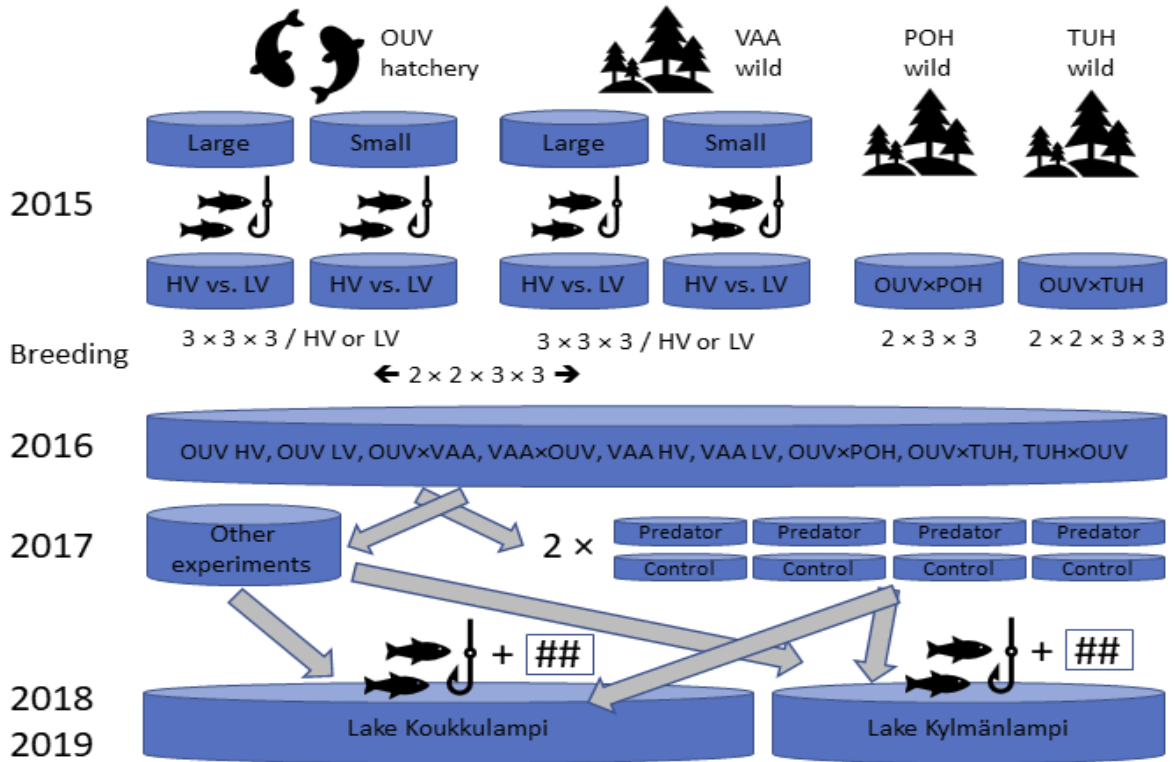 OUV
hatchery
VAA
wild
POH
wild
TUH
wild
Large
Small
Large
Small
2015
HV vs. LV
HV vs. LV
HV vs. LV
HV vs. LV
OUV×POH
OUV×TUH
Breeding
3 × 3 × 3 / HV or LV
3 × 3 × 3 / HV or LV
2 × 3 × 3
2 × 2 × 3 × 3
🡸 2 × 2 × 3 × 3 🡺
2016
OUV HV, OUV LV, OUV×VAA, VAA×OUV, VAA HV, VAA LV, OUV×POH, OUV×TUH, TUH×OUV
2017
Other
experiments
2 ×
Predator
Predator
Predator
Predator
Control
Control
Control
Control
+ ##
+ ##
2018
2019
Lake Koukkulampi
Lake Kylmänlampi